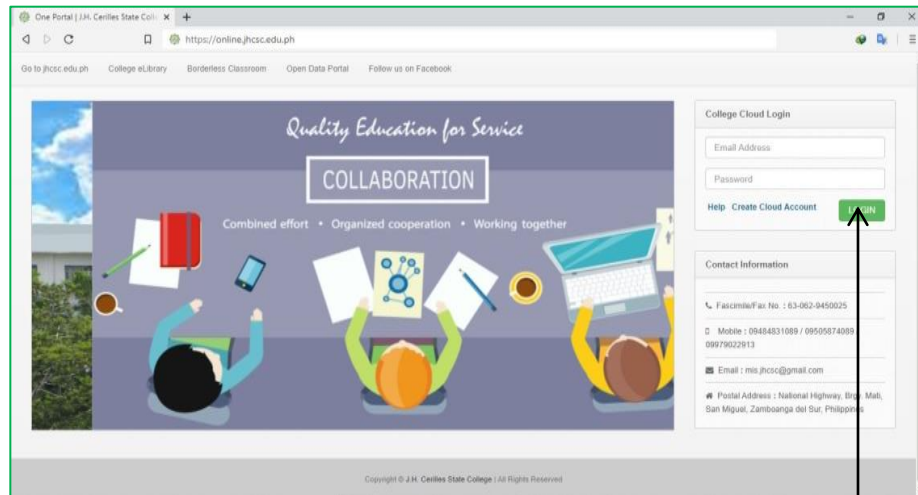 One Portal | J.H. Cerilles State Coll
https://online.jhcsc.edu.ph
Go to jhcsc.edu.ph College eLibrary Borderless Classroom Open Data Portal Follow us on Facebook
Quality Education for Service
COLLABORATION
Combined effort • Organized cooperation • Working together
College Cloud Login
Email Address
Password
Help Create Cloud Account
Contact Information
Fascimile/Fax No. : 63-062-9450025
Mobile : 09484831089 / 09505874089
09979022913
Email : mis.jhcsc@gmail.com
Postal Address : National Highway, Brgy. Mati,
San Miguel, Zamboanga del Sur, Philippines
Copyright © J.H. Cerilles State College | All Rights Reserved